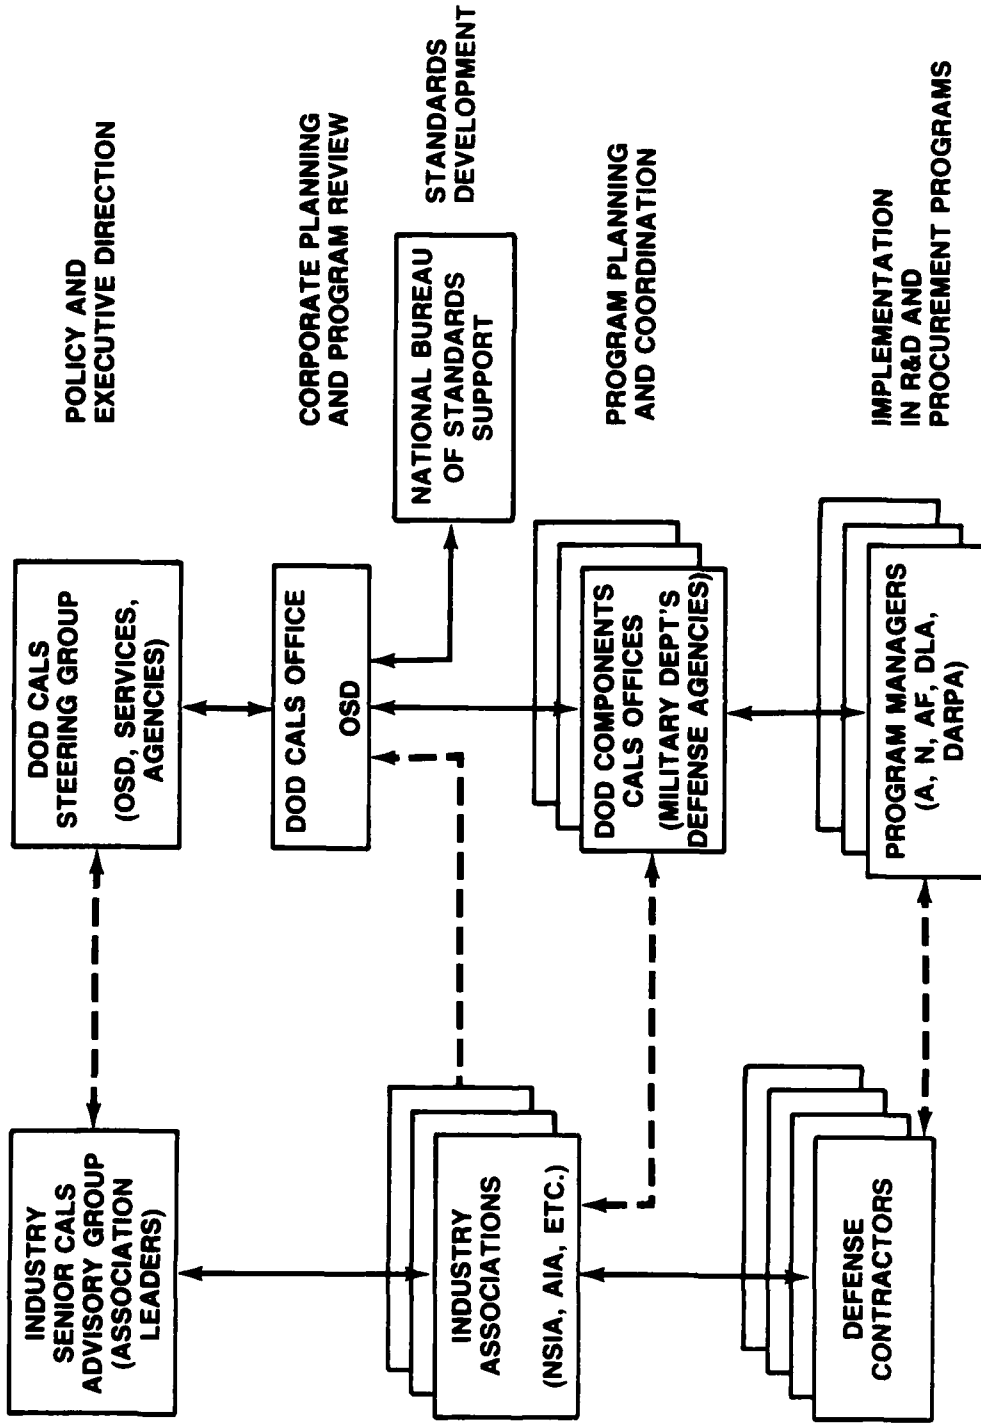 INDUSTRY
SENIOR CALS
ADVISORY GROUP
(ASSOCIATION
LEADERS)
DOD CALS
STEERING GROUP
(OSD, SERVICES,
AGENCIES)
POLICY AND
EXECUTIVE DIRECTION
DOD CALS OFFICE
OSD
CORPORATE PLANNING
AND PROGRAM REVIEW
NATIONAL BUREAU
OF STANDARDS
SUPPORT
STANDARDS
DEVELOPMENT
INDUSTRY
ASSOCIATIONS
(NSIA, AIA, ETC.)
DOD COMPONENTS
CALS OFFICES
(MILITARY DEPT'S
DEFENSE AGENCIES)
PROGRAM PLANNING
AND COORDINATION
DEFENSE
CONTRACTORS
PROGRAM MANAGERS
(A, N, AF, DLA,
DARPA)
IMPLEMENTATION
IN R&D AND
PROCUREMENT PROGRAMS